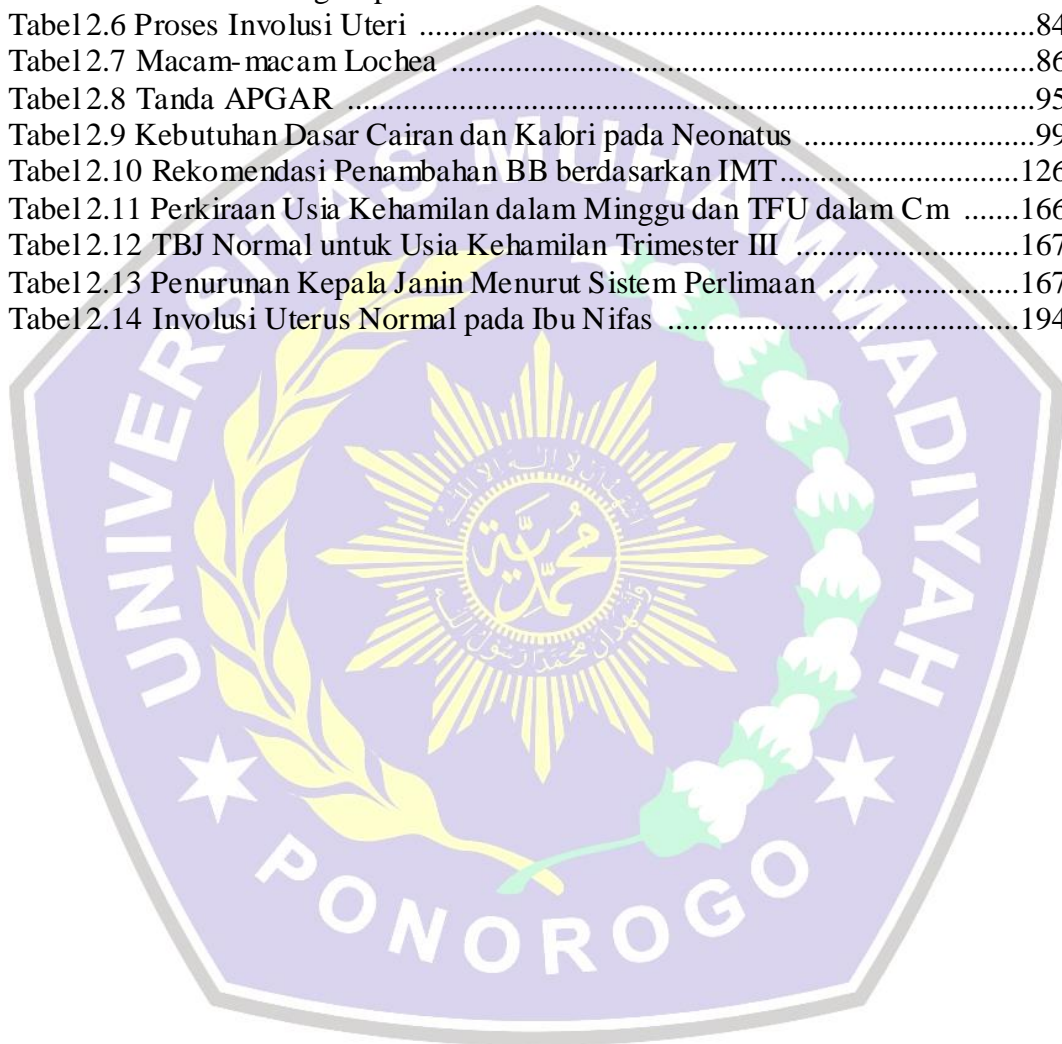 Tabel 2.6 Proses Involusi Uteri ....................................................................84
Tabel 2.7 Macam-macam Lochea .................................................................86
Tabel 2.8 Tanda APGAR .............................................................................95
Tabel 2.9 Kebutuhan Dasar Cairan dan Kalori pada Neonatus ..........................99
Tabel 2.10 Rekomendasi Penambahan BB berdasarkan IMT...........................126
Tabel 2.11 Perkiraan Usia Kehamilan dalam Minggu dan TFU dalam Cm .......166
Tabel 2.12 TBJ Normal untuk Usia Kehamilan Trimester III .........................167
Tabel 2.13 Penurunan Kepala Janin Menurut Sistem Perlimaan ......................167
Tabel 2.14 Involusi Uterus Normal pada Ibu Nifas .......................................194
UNIVERSITAS MUHAMMADIYAH
PONOROGO